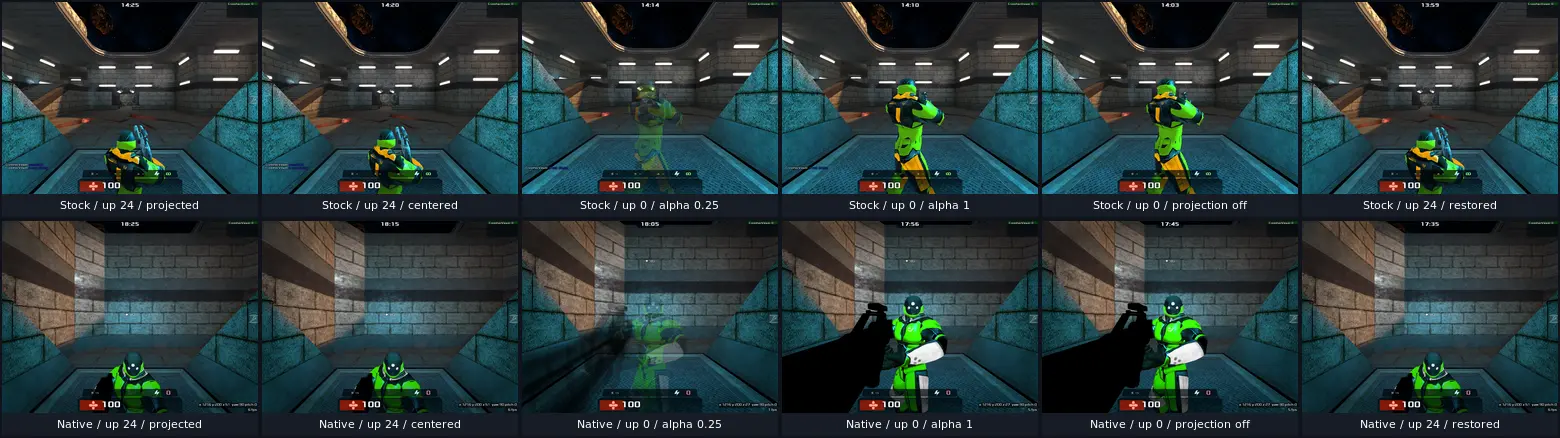 14:25
14:20
14:14
14:10
14:03
13:59
100
100
100
100
100
100
Stock / up 24 / projected
Stock / up 24 / centered
Stock / up 0 / alpha 0.25
Stock / up 0 / alpha 1
Stock / up 0 / projection off
Stock / up 24 / restored
18:25
18:15
18:05
17:56
17:45
17:35
100
100
100
100
100
100
Native / up 24 / projected
Native / up 24 / centered
Native / up 0 / alpha 0.25
Native / up 0 / alpha 1
Native / up 0 / projection off
Native / up 24 / restored